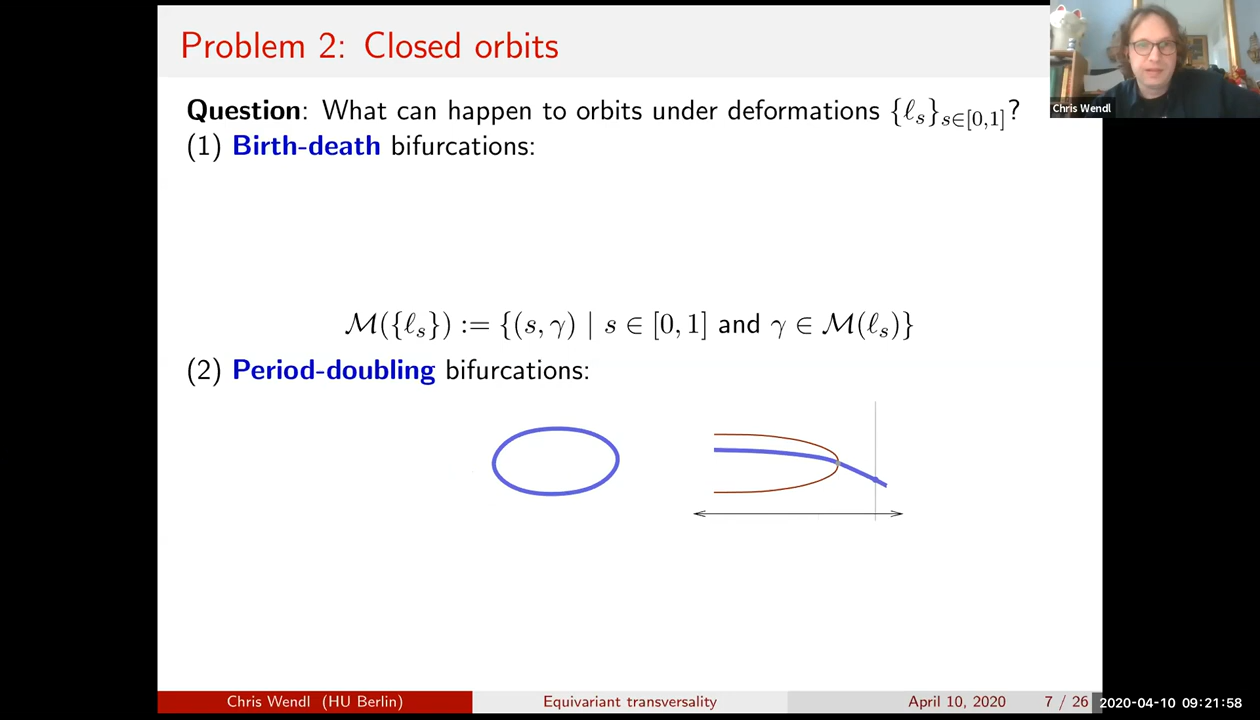 Problem 2: Closed orbits
Chris Wendl
Question: What can happen to orbits under deformations {ℓ_s}_{s∈[0,1]}?
(1) Birth-death bifurcations:
ℳ({ℓ_s}) := {(s, γ) | s ∈ [0, 1] and γ ∈ ℳ(ℓ_s)}
(2) Period-doubling bifurcations:
Chris Wendl (HU Berlin) Equivariant transversality April 10, 2020 7 / 26
2020-04-10 09:21:58